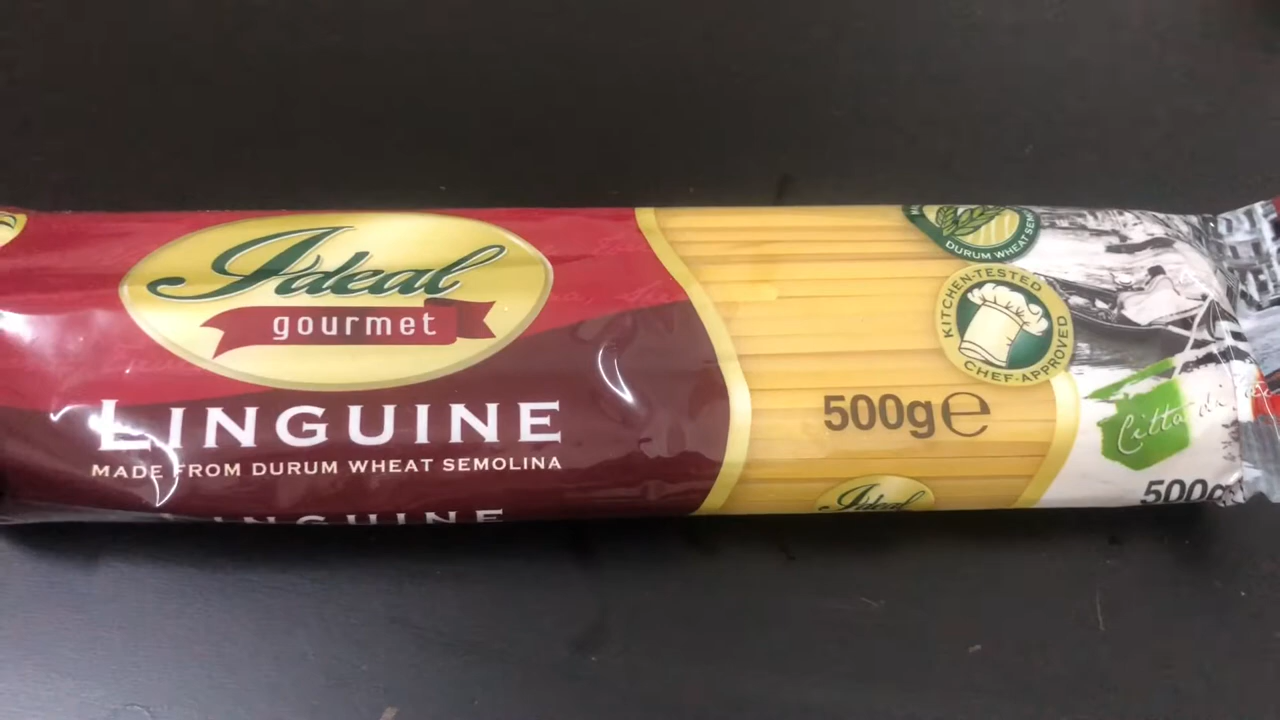 Ideal
gourmet
LINGUINE
MADE FROM DURUM WHEAT SEMOLINA
LINGUINE
DURUM WHEAT
KITCHEN-TESTED
CHEF-APPROVED
500g e
Ideal
Città di
500g